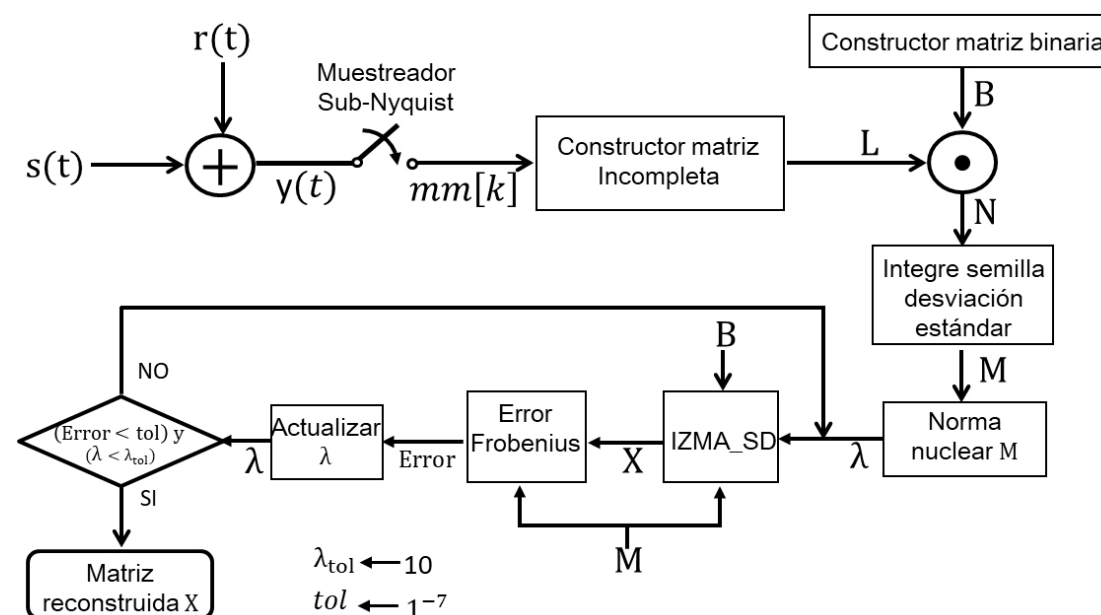 r(t)
Constructor matriz binaria
Muestreador
Sub-Nyquist
B
s(t)
+
y(t)
mm[k]
Constructor matriz
Incompleta
L
N
Integre semilla
desviación
estándar
M
NO
B
(Error < tol) y
(λ < λtol)
λ
Actualizar
λ
Error
Error
Frobenius
X
IZMA_SD
λ
Norma
nuclear M
SI
M
Matriz
reconstruida X
λtol ← 10
tol ← 1⁻⁷